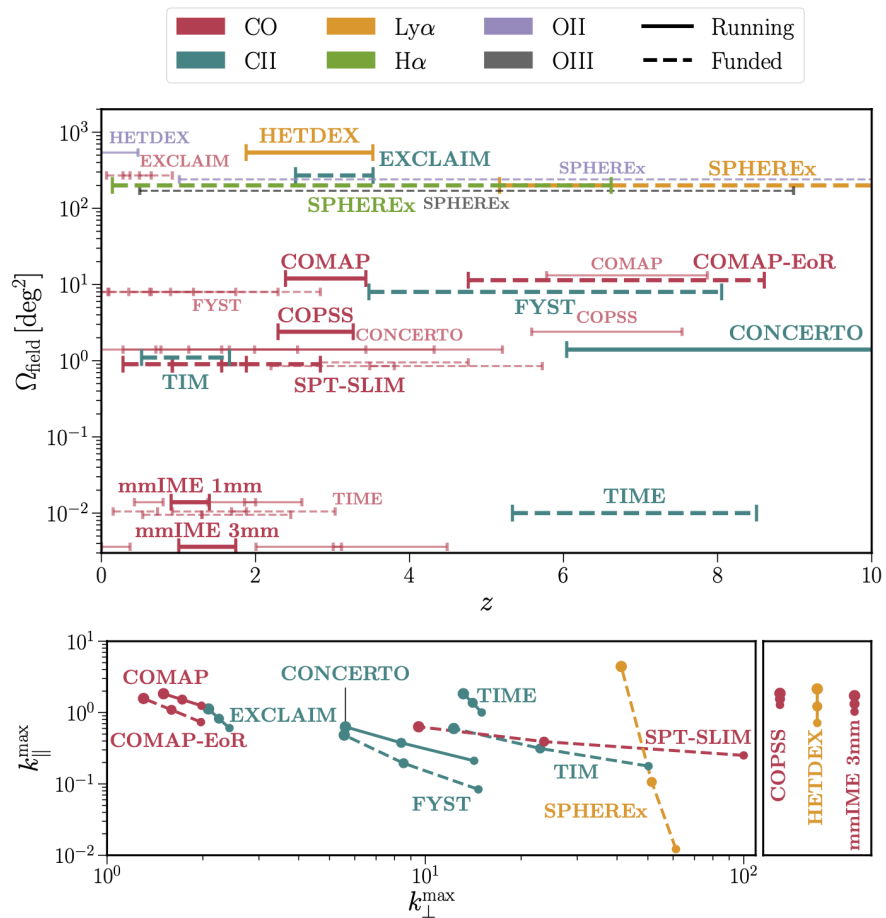 CO Lyα OII Running
CII Hα OIII Funded
10³
HETDEX
HETDEX
EXCLAIM
EXCLAIM
SPHEREx
SPHEREx
10²
SPHEREx
SPHEREx
COMAP
COMAP
COMAP-EoR
10¹
FYST
FYST
COPSS
COPSS
CONCERTO
CONCERTO
10⁰
TIM
SPT-SLIM
10⁻¹
mmIME 1mm
TIME
TIME
10⁻²
mmIME 3mm
Ω_field [deg²]
0 2 4 6 8 10
z
10¹
COMAP
CONCERTO
TIME
10⁰
EXCLAIM
COMAP-EoR
SPT-SLIM
TIM
10⁻¹
FYST
SPHEREx
10⁻²
k_∥^max
10⁰ 10¹ 10²
k_⊥^max
COPSS
HETDEX
mmIME 3mm